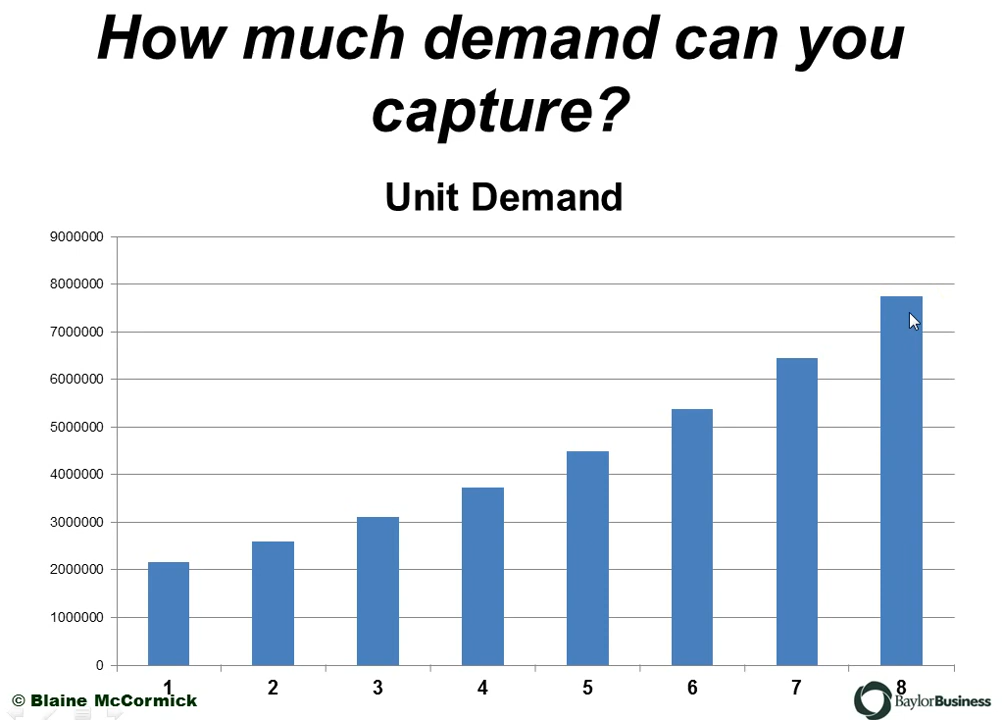 How much demand can you
capture?
Unit Demand
9000000
8000000
7000000
6000000
5000000
4000000
3000000
2000000
1000000
0
1 2 3 4 5 6 7 8
© Blaine McCormick
BaylorBusiness